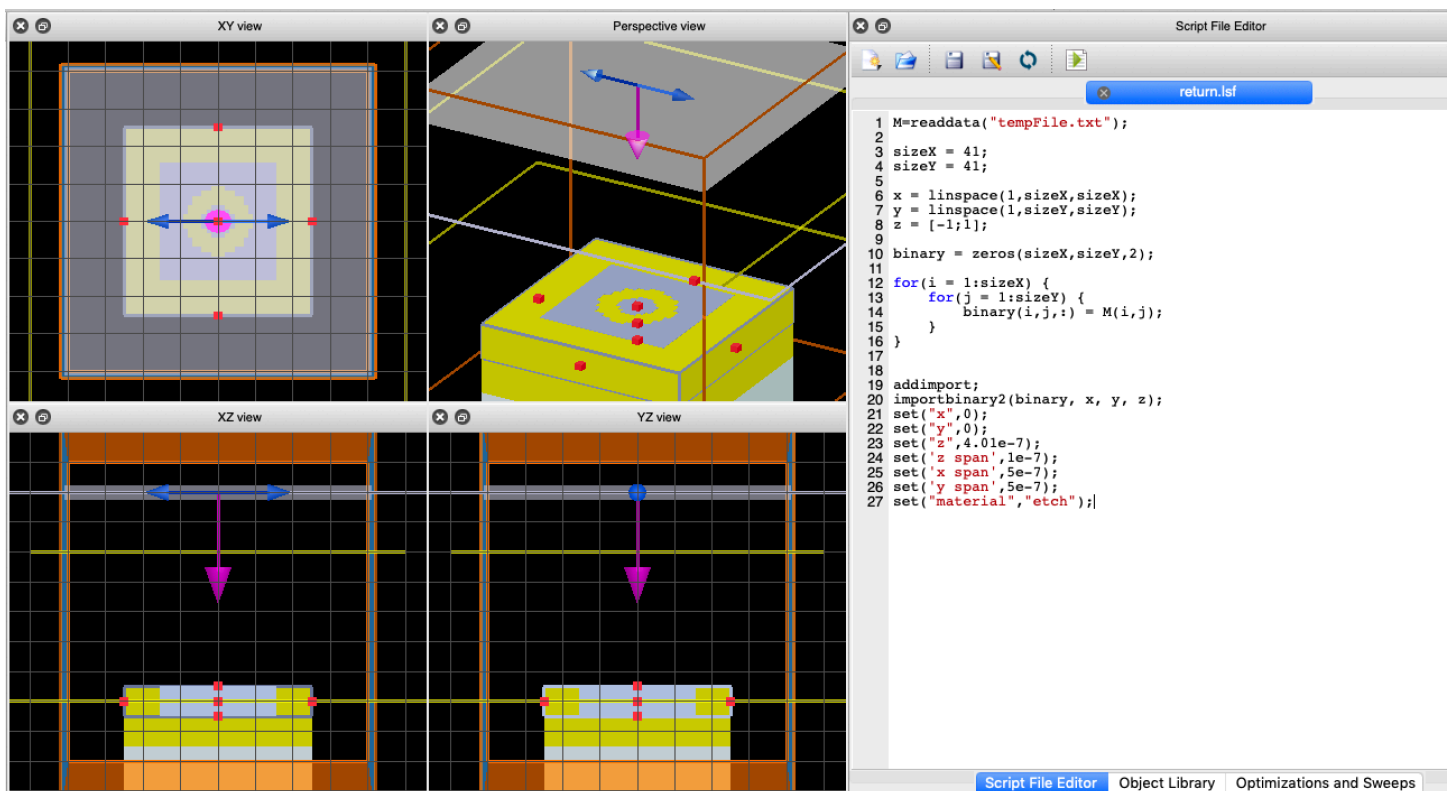 XY view
Perspective view
Script File Editor
return.lsf
1 M=readdata("tempFile.txt");
2
3 sizeX = 41;
4 sizeY = 41;
5
6 x = linspace(1,sizeX,sizeX);
7 y = linspace(1,sizeY,sizeY);
8 z = [-1;1];
9
10 binary = zeros(sizeX,sizeY,2);
11
12 for(i = 1:sizeX) {
13     for(j = 1:sizeY) {
14         binary(i,j,:) = M(i,j);
15     }
16 }
17
18
19 addimport;
20 importbinary2(binary, x, y, z);
21 set("x",0);
22 set("y",0);
23 set("z",4.01e-7);
24 set('z span',1e-7);
25 set('x span',5e-7);
26 set('y span',5e-7);
27 set("material","etch");
XZ view
YZ view
Script File Editor
Object Library
Optimizations and Sweeps